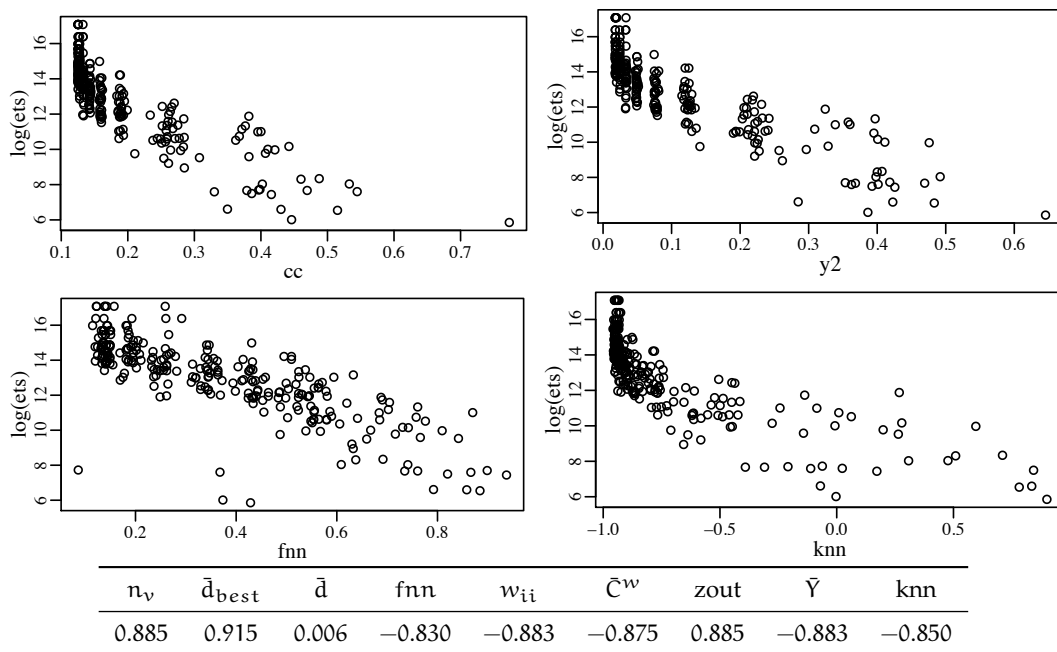 log(ets)
16
14
12
10
8
6
0.1 0.2 0.3 0.4 0.5 0.6 0.7
cc
log(ets)
16
14
12
10
8
6
0.0 0.1 0.2 0.3 0.4 0.5 0.6
y2
log(ets)
16
14
12
10
8
6
0.2 0.4 0.6 0.8
fnn
log(ets)
16
14
12
10
8
6
−1.0 −0.5 0.0 0.5
knn
n_v d̄_best d̄ fnn w_ii C̄^w zout Ȳ knn
0.885 0.915 0.006 −0.830 −0.883 −0.875 0.885 −0.883 −0.850